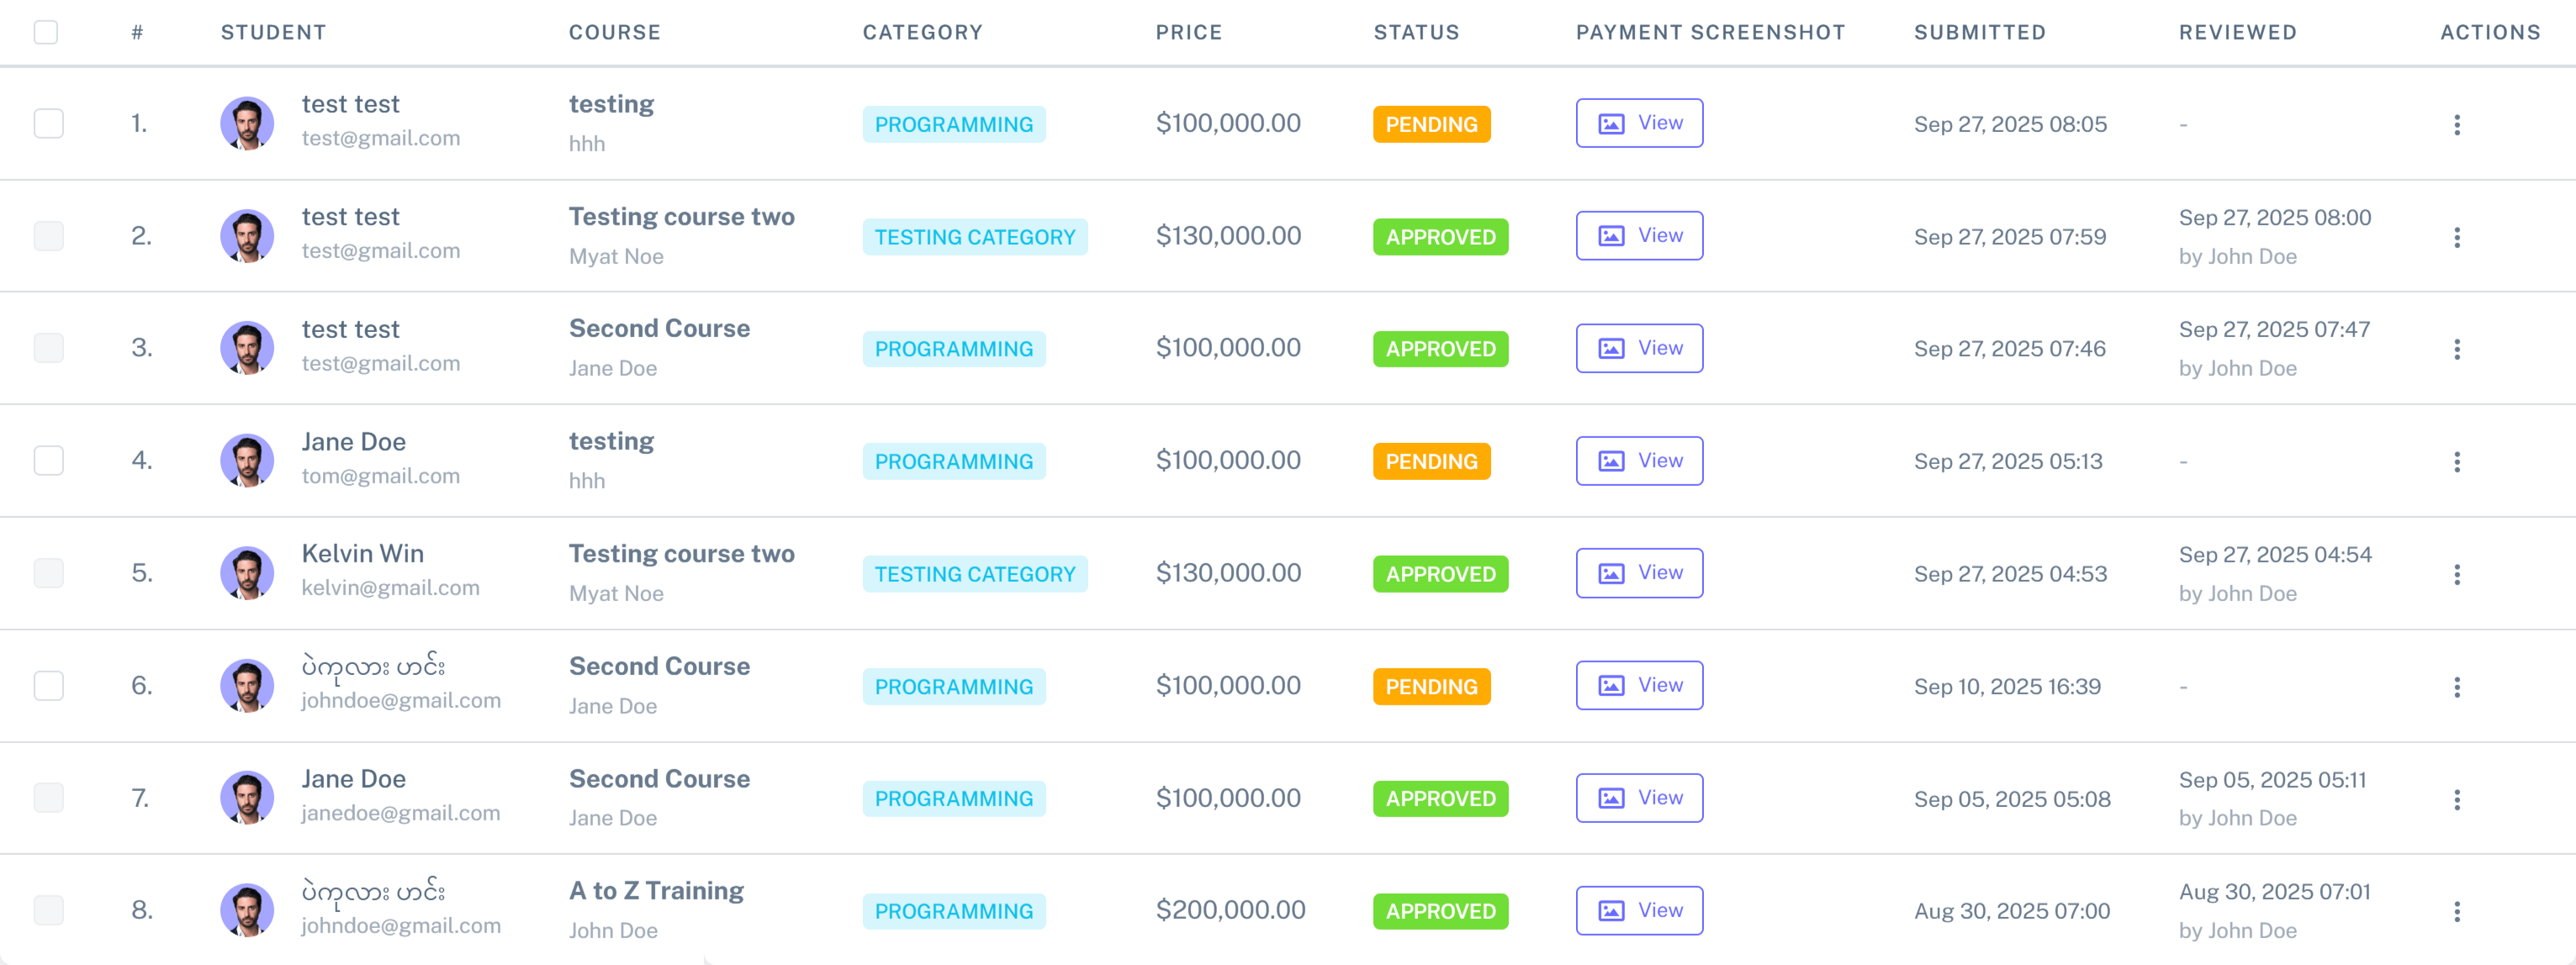 # STUDENT COURSE CATEGORY PRICE STATUS PAYMENT SCREENSHOT SUBMITTED REVIEWED ACTIONS
1. test test testing PROGRAMMING $100,000.00 PENDING View Sep 27, 2025 08:05 -
test@gmail.com hhh
2. test test Testing course two TESTING CATEGORY $130,000.00 APPROVED View Sep 27, 2025 07:59 Sep 27, 2025 08:00
test@gmail.com Myat Noe by John Doe
3. test test Second Course PROGRAMMING $100,000.00 APPROVED View Sep 27, 2025 07:46 Sep 27, 2025 07:47
test@gmail.com Jane Doe by John Doe
4. Jane Doe testing PROGRAMMING $100,000.00 PENDING View Sep 27, 2025 05:13 -
tom@gmail.com hhh
5. Kelvin Win Testing course two TESTING CATEGORY $130,000.00 APPROVED View Sep 27, 2025 04:53 Sep 27, 2025 04:54
kelvin@gmail.com Myat Noe by John Doe
6. ပဲကုလား ဟင်း Second Course PROGRAMMING $100,000.00 PENDING View Sep 10, 2025 16:39 -
johndoe@gmail.com Jane Doe
7. Jane Doe Second Course PROGRAMMING $100,000.00 APPROVED View Sep 05, 2025 05:08 Sep 05, 2025 05:11
janedoe@gmail.com Jane Doe by John Doe
8. ပဲကုလား ဟင်း A to Z Training PROGRAMMING $200,000.00 APPROVED View Aug 30, 2025 07:00 Aug 30, 2025 07:01
johndoe@gmail.com John Doe by John Doe